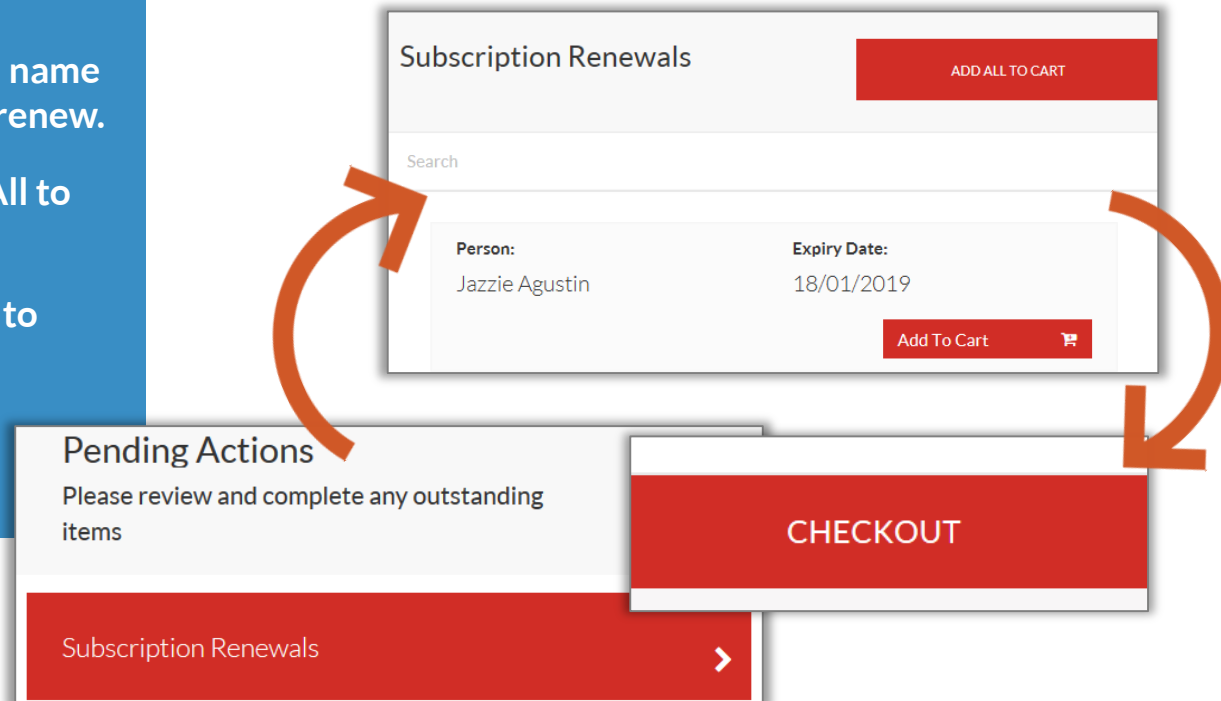 name
renew.
All to
to
Subscription Renewals
ADD ALL TO CART
Search
Person:
Expiry Date:
Jazzie Agustin
18/01/2019
Add To Cart
Pending Actions
Please review and complete any outstanding
items
CHECKOUT
Subscription Renewals